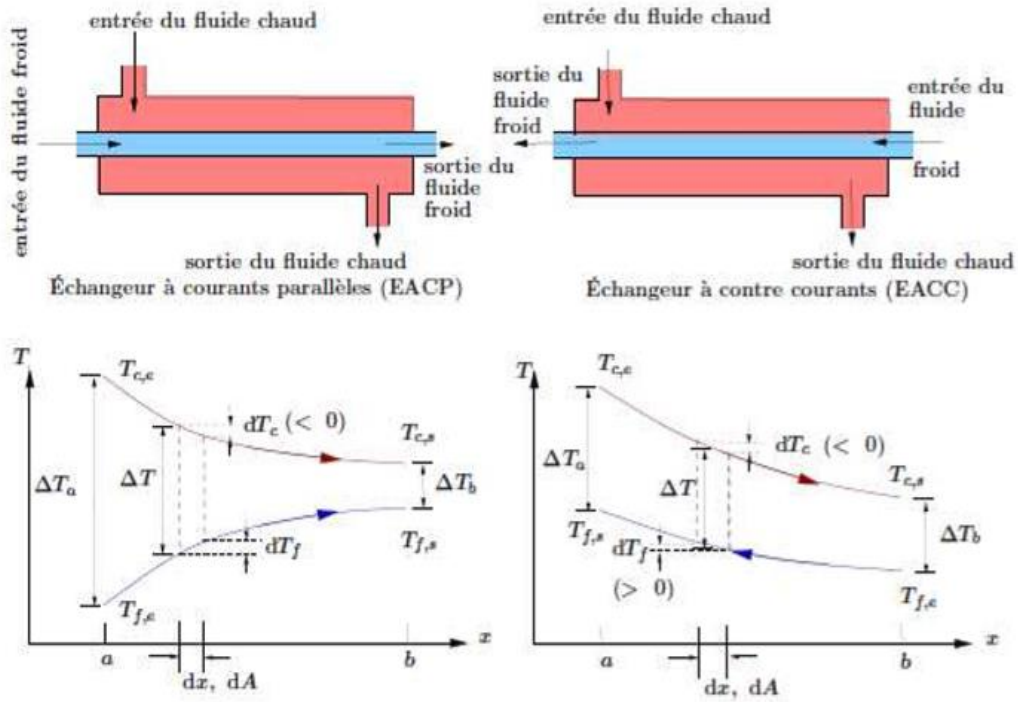 entrée du fluide chaud
entrée du fluide froid
sortie du
fluide
froid
sortie du fluide chaud
Échangeur à courants parallèles (EACP)
entrée du fluide chaud
sortie du
fluide
froid
entrée du
fluide
froid
sortie du fluide chaud
Échangeur à contre courants (EACC)
T
T_{c,e}
dT_c (< 0)
T_{c,s}
ΔT_a
ΔT
ΔT_b
dT_f
T_{f,s}
T_{f,e}
a
b
x
dx, dA
T
T_{c,e}
dT_c (< 0)
T_{c,s}
ΔT_a
ΔT
ΔT_b
T_{f,s}
dT_f
(> 0)
T_{f,e}
a
b
x
dx, dA